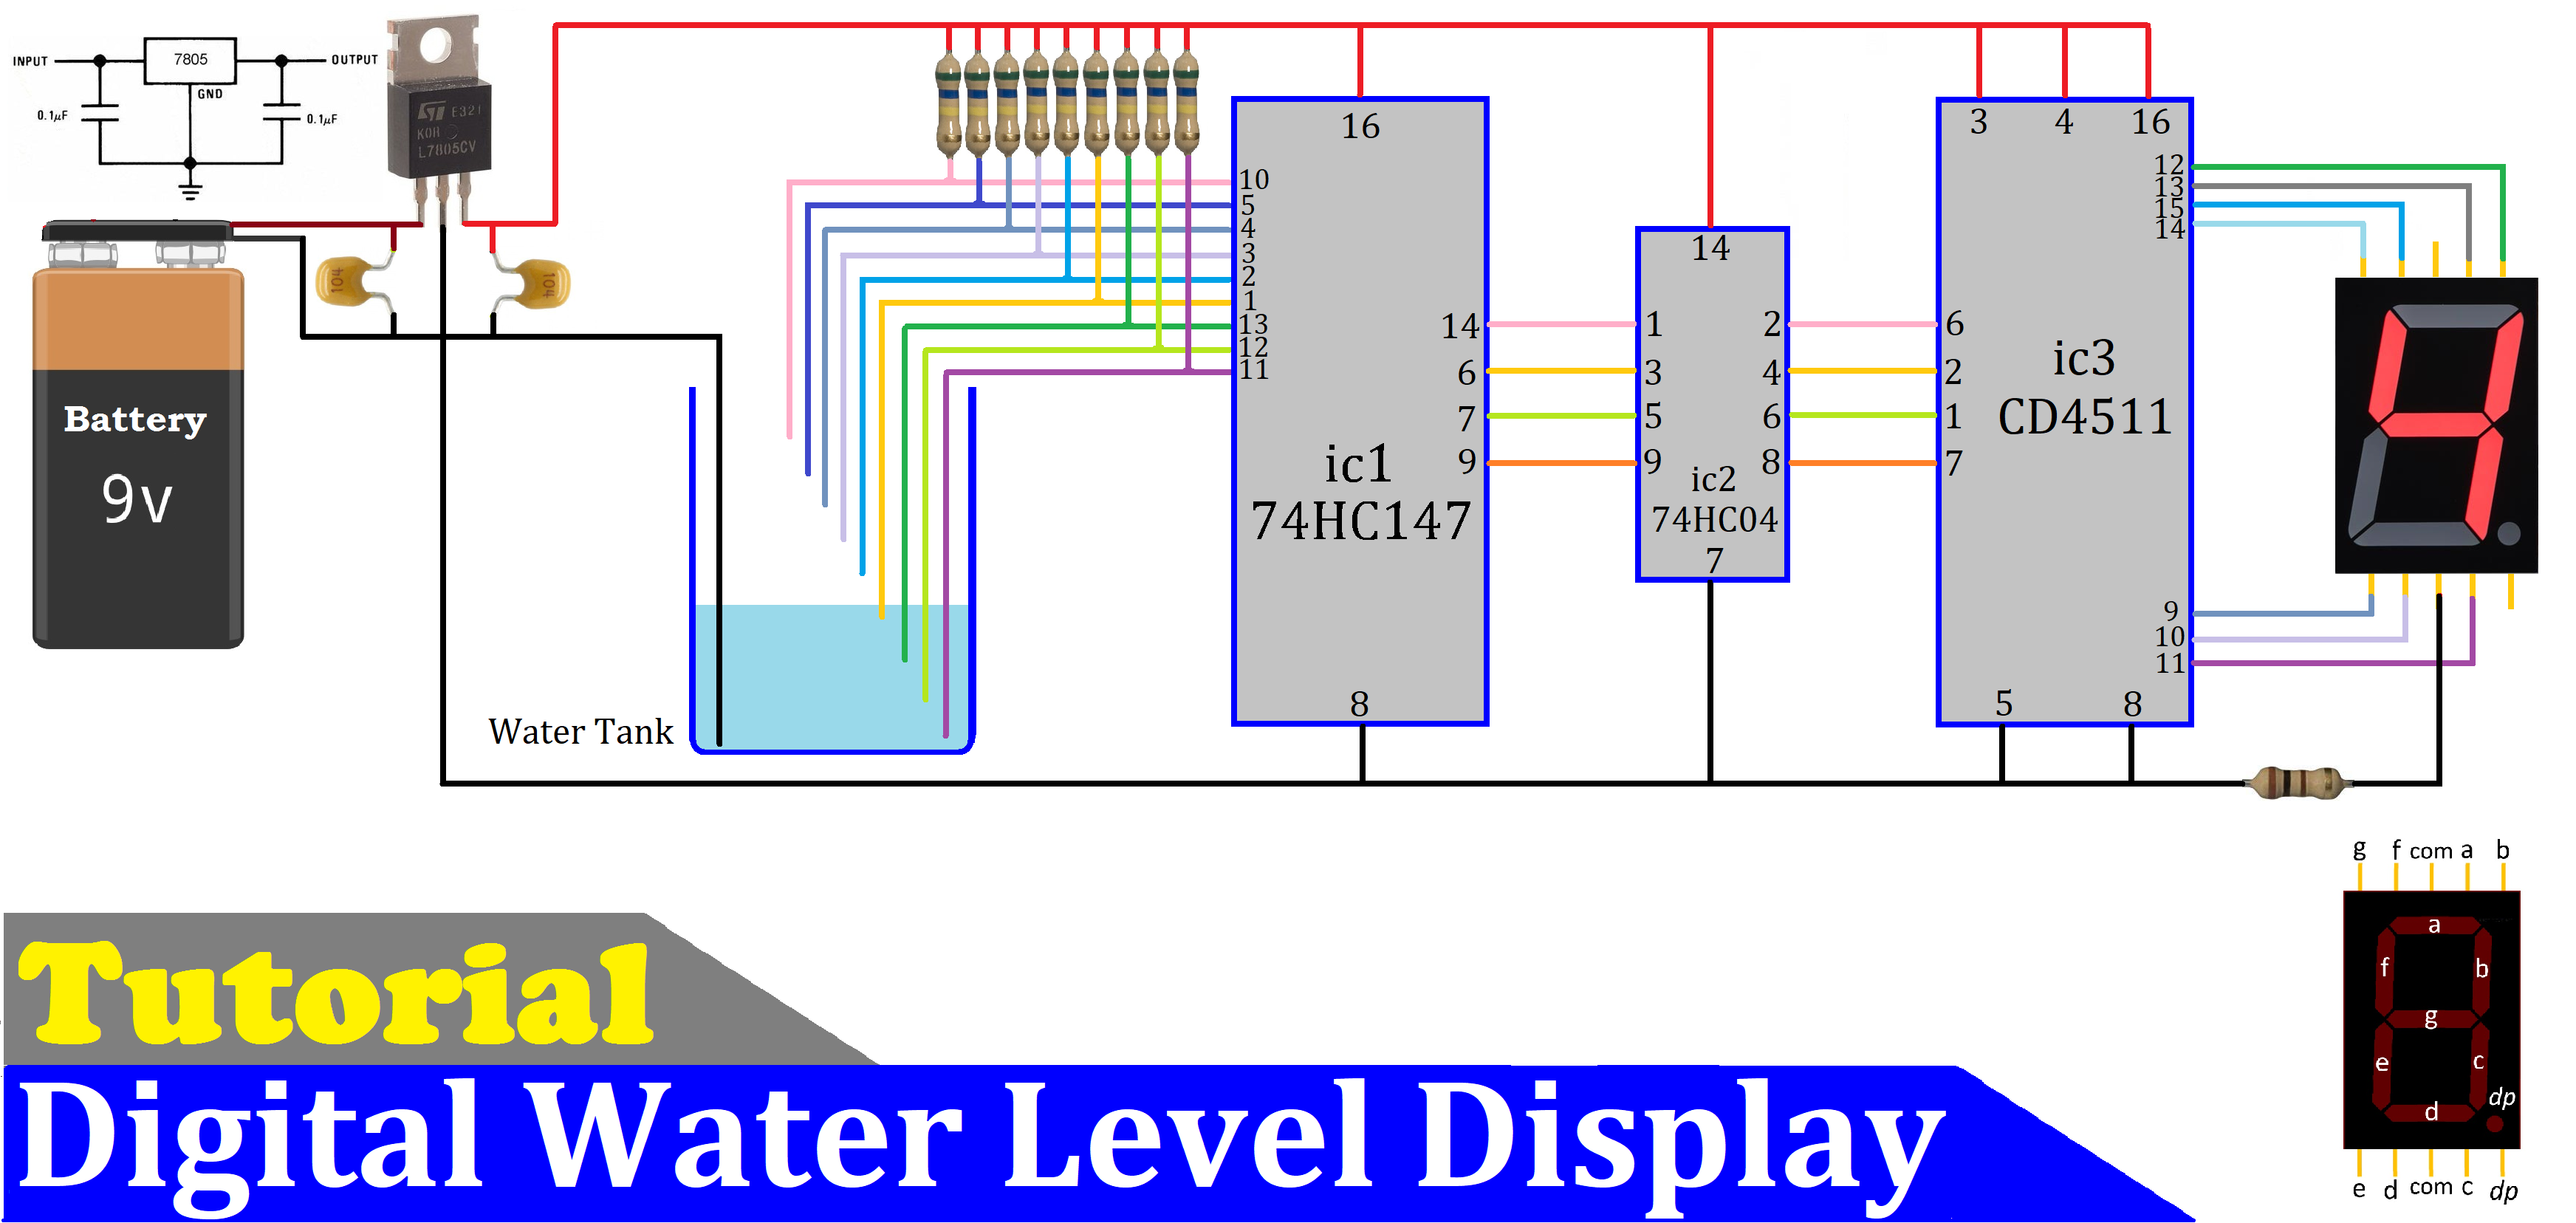 INPUT
7805
OUTPUT
GND
0.1µF
0.1µF
E321
KOR
L7805CV
104
104
Battery
9v
Water Tank
16
10
5
4
3
2
1
13
12
11
14
6
7
9
ic1
74HC147
8
14
1
3
5
9
2
4
6
8
ic2
74HC04
7
3
4
16
12
13
15
14
6
2
1
7
ic3
CD4511
9
10
11
5
8
g f com a b
a
f
b
g
e
c
d
dp
e d com c dp
Tutorial
Digital Water Level Display